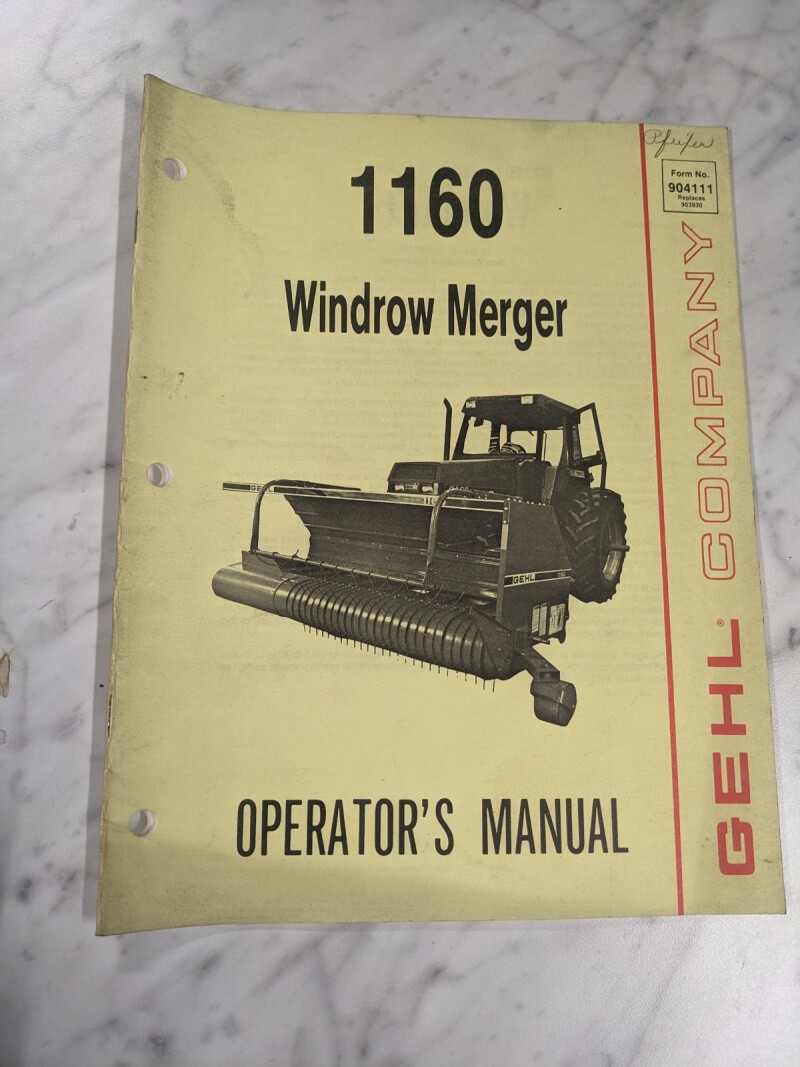 Pfeifer
Form No.
904111
Replaces
903930
1160
Windrow Merger
GEHL
GEHL
OPERATOR'S MANUAL
GEHL® COMPANY